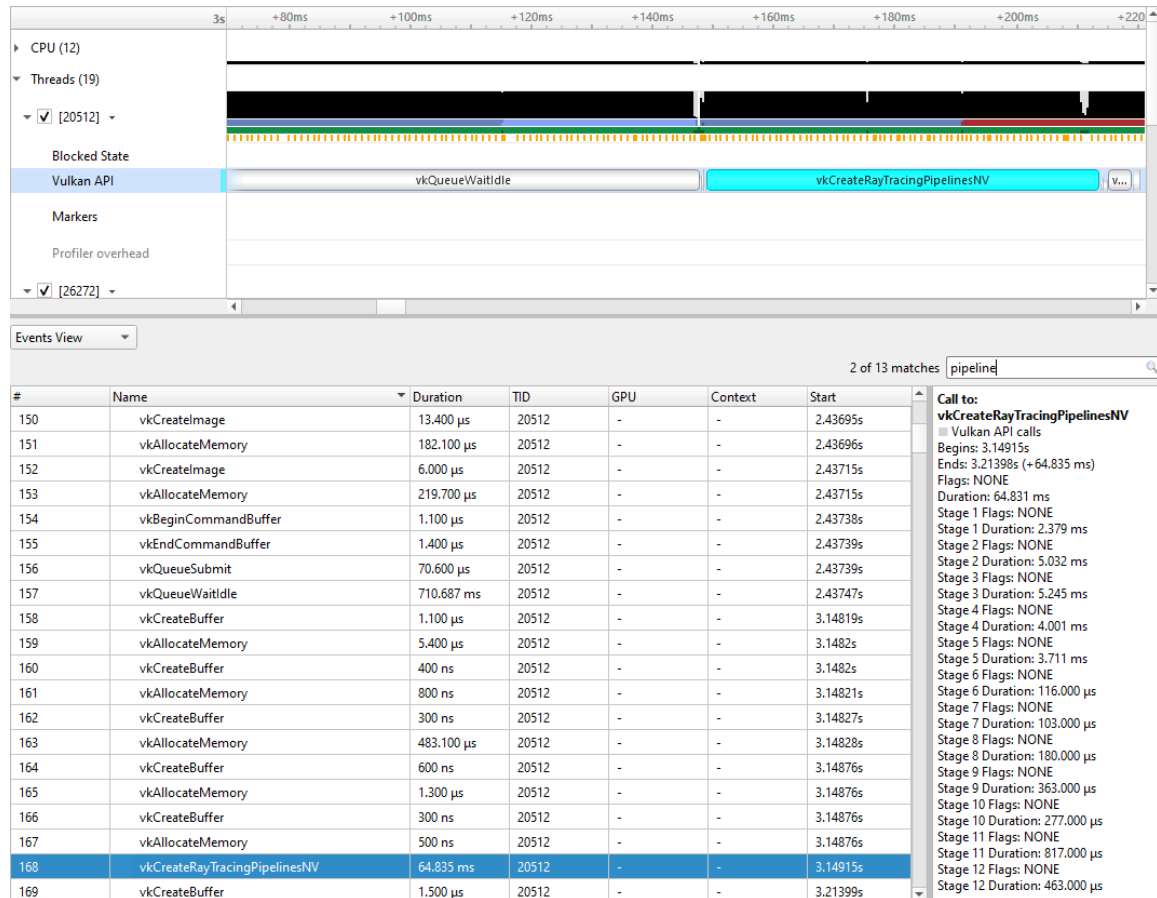 3s +80ms +100ms +120ms +140ms +160ms +180ms +200ms +220
CPU (12)
Threads (19)
[20512]
Blocked State
Vulkan API vkQueueWaitIdle vkCreateRayTracingPipelinesNV v...
Markers
Profiler overhead
[26272]
Events View
2 of 13 matches pipeline
# Name Duration TID GPU Context Start
150 vkCreateImage 13.400 µs 20512 - - 2.43695s
151 vkAllocateMemory 182.100 µs 20512 - - 2.43696s
152 vkCreateImage 6.000 µs 20512 - - 2.43715s
153 vkAllocateMemory 219.700 µs 20512 - - 2.43715s
154 vkBeginCommandBuffer 1.100 µs 20512 - - 2.43738s
155 vkEndCommandBuffer 1.400 µs 20512 - - 2.43739s
156 vkQueueSubmit 70.600 µs 20512 - - 2.43739s
157 vkQueueWaitIdle 710.687 ms 20512 - - 2.43747s
158 vkCreateBuffer 1.100 µs 20512 - - 3.14819s
159 vkAllocateMemory 5.400 µs 20512 - - 3.1482s
160 vkCreateBuffer 400 ns 20512 - - 3.1482s
161 vkAllocateMemory 800 ns 20512 - - 3.14821s
162 vkCreateBuffer 300 ns 20512 - - 3.14827s
163 vkAllocateMemory 483.100 µs 20512 - - 3.14828s
164 vkCreateBuffer 600 ns 20512 - - 3.14876s
165 vkAllocateMemory 1.300 µs 20512 - - 3.14876s
166 vkCreateBuffer 300 ns 20512 - - 3.14876s
167 vkAllocateMemory 500 ns 20512 - - 3.14876s
168 vkCreateRayTracingPipelinesNV 64.835 ms 20512 - - 3.14915s
169 vkCreateBuffer 1.500 µs 20512 - - 3.21399s
Call to:
vkCreateRayTracingPipelinesNV
Vulkan API calls
Begins: 3.14915s
Ends: 3.21398s (+64.835 ms)
Flags: NONE
Duration: 64.831 ms
Stage 1 Flags: NONE
Stage 1 Duration: 2.379 ms
Stage 2 Flags: NONE
Stage 2 Duration: 5.032 ms
Stage 3 Flags: NONE
Stage 3 Duration: 5.245 ms
Stage 4 Flags: NONE
Stage 4 Duration: 4.001 ms
Stage 5 Flags: NONE
Stage 5 Duration: 3.711 ms
Stage 6 Flags: NONE
Stage 6 Duration: 116.000 µs
Stage 7 Flags: NONE
Stage 7 Duration: 103.000 µs
Stage 8 Flags: NONE
Stage 8 Duration: 180.000 µs
Stage 9 Flags: NONE
Stage 9 Duration: 363.000 µs
Stage 10 Flags: NONE
Stage 10 Duration: 277.000 µs
Stage 11 Flags: NONE
Stage 11 Duration: 817.000 µs
Stage 12 Flags: NONE
Stage 12 Duration: 463.000 µs